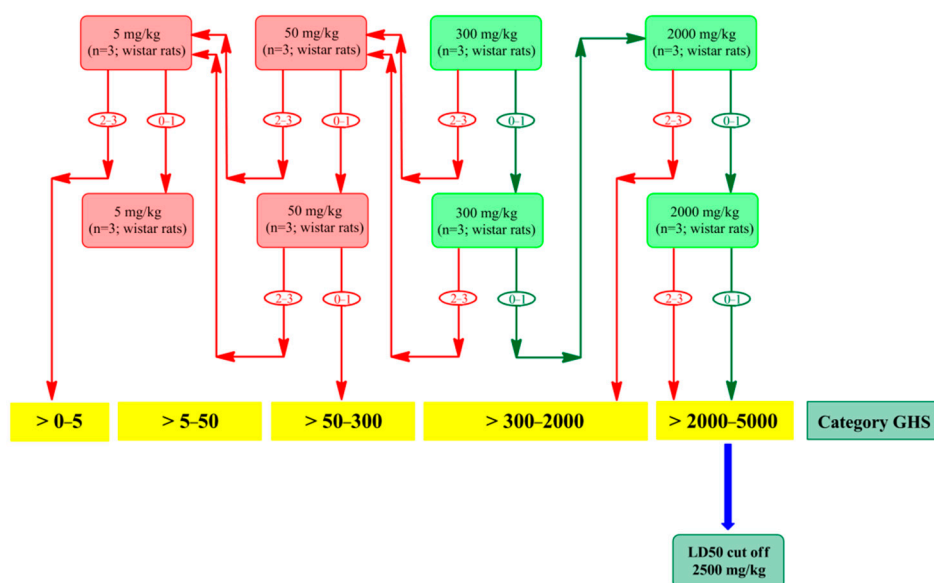 5 mg/kg
(n=3; wistar rats)
50 mg/kg
(n=3; wistar rats)
300 mg/kg
(n=3; wistar rats)
2000 mg/kg
(n=3; wistar rats)
2–3
0–1
2–3
0–1
2–3
0–1
2–3
0–1
5 mg/kg
(n=3; wistar rats)
50 mg/kg
(n=3; wistar rats)
300 mg/kg
(n=3; wistar rats)
2000 mg/kg
(n=3; wistar rats)
2–3
0–1
2–3
0–1
2–3
0–1
> 0–5
> 5–50
> 50–300
> 300–2000
> 2000–5000
Category GHS
LD50 cut off
2500 mg/kg